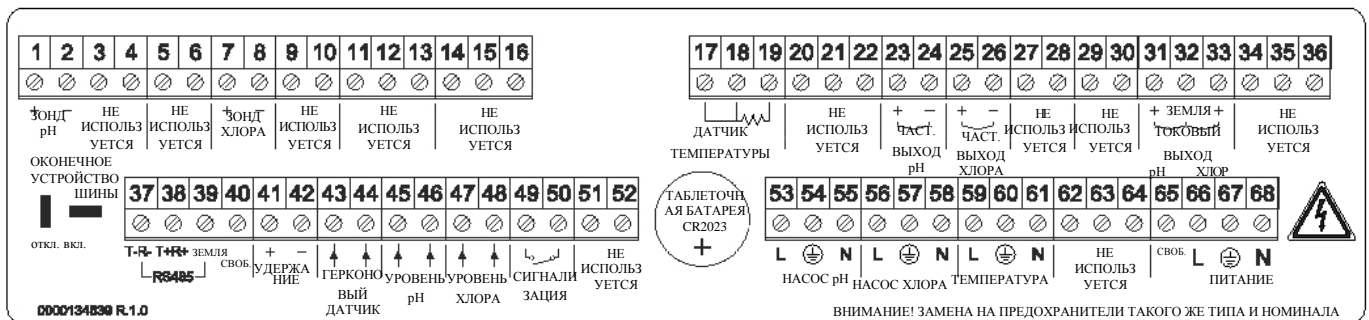 1 2 3 4 5 6 7 8 9 10 11 12 13 14 15 16
17 18 19 20 21 22 23 24 25 26 27 28 29 30 31 32 33 34 35 36
+ −
ЗОНД
pH
НЕ
ИСПОЛЬЗ
УЕТСЯ
НЕ
ИСПОЛЬЗ
УЕТСЯ
+ −
ЗОНД
ХЛОРА
НЕ
ИСПОЛЬЗ
УЕТСЯ
НЕ
ИСПОЛЬЗ
УЕТСЯ
НЕ
ИСПОЛЬЗ
УЕТСЯ
ДАТЧИК
ТЕМПЕРАТУРЫ
НЕ
ИСПОЛЬЗ
УЕТСЯ
+ −
ЧАСТ.
ВЫХОД
pH
+ −
ЧАСТ.
ВЫХОД
ХЛОРА
НЕ
ИСПОЛЬЗ
УЕТСЯ
НЕ
ИСПОЛЬЗ
УЕТСЯ
+ ЗЕМЛЯ +
ТОКОВЫЙ
ВЫХОД
pH ХЛОР
НЕ
ИСПОЛЬЗ
УЕТСЯ
ОКОНЕЧНОЕ
УСТРОЙСТВО
ШИНЫ
ОТКЛ. ВКЛ.
37 38 39 40 41 42 43 44 45 46 47 48 49 50 51 52
T-R- T+R+ ЗЕМЛЯ
RS485
СВОБ.
+ −
УДЕРЖА
НИЕ
ГЕРКОНО
ВЫЙ
ДАТЧИК
УРОВЕНЬ
pH
УРОВЕНЬ
ХЛОРА
СИГНАЛИ
ЗАЦИЯ
НЕ
ИСПОЛЬЗ
УЕТСЯ
ТАБЛЕТОЧН
АЯ БАТАРЕЯ
CR2023
+
53 54 55 56 57 58 59 60 61 62 63 64 65 66 67 68
L N
НАСОС pH
L N
НАСОС ХЛОРА
L N
ТЕМПЕРАТУРА
НЕ
ИСПОЛЬЗ
УЕТСЯ
СВОБ.
L N
ПИТАНИЕ
0000134539 R.1.0
ВНИМАНИЕ! ЗАМЕНА НА ПРЕДОХРАНИТЕЛИ ТАКОГО ЖЕ ТИПА И НОМИНАЛА